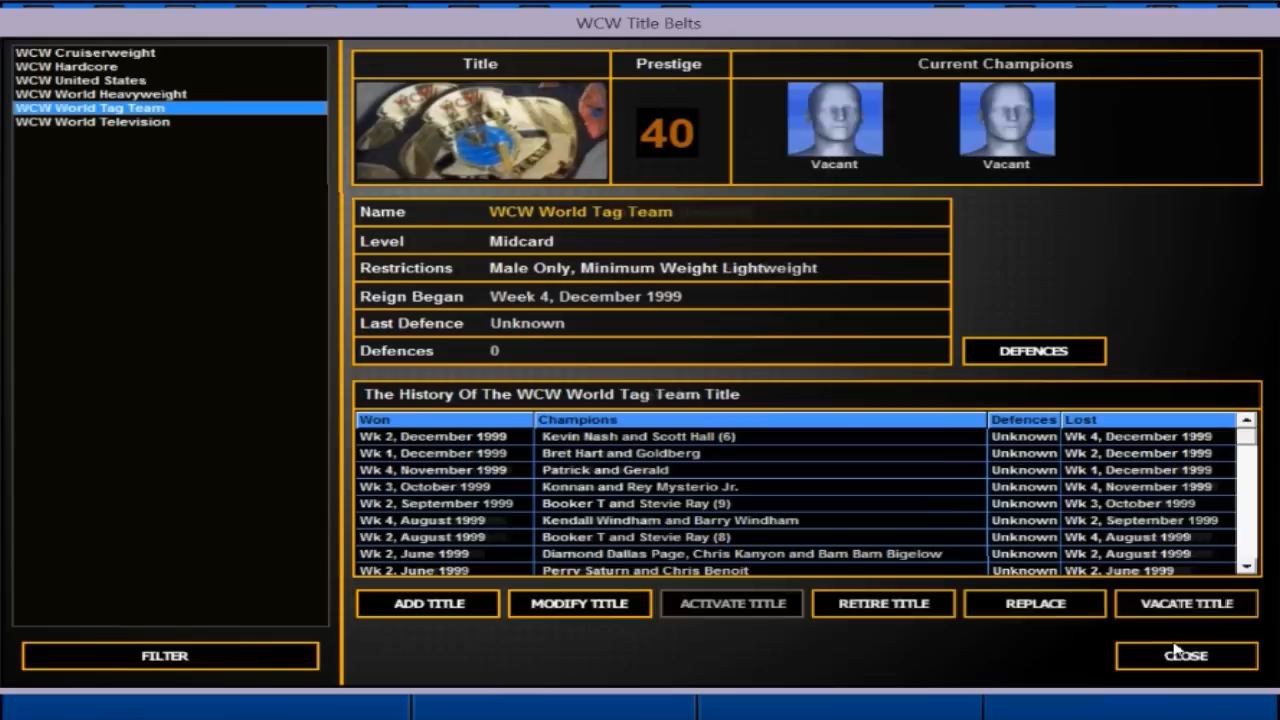 WCW Title Belts
WCW Cruiserweight
WCW Hardcore
WCW United States
WCW World Heavyweight
WCW World Tag Team
WCW World Television
FILTER
Title Prestige Current Champions
40
Vacant Vacant
Name WCW World Tag Team
Level Midcard
Restrictions Male Only, Minimum Weight Lightweight
Reign Began Week 4, December 1999
Last Defence Unknown
Defences 0
DEFENCES
The History Of The WCW World Tag Team Title
Won Champions Defences Lost
Wk 2, December 1999 Kevin Nash and Scott Hall (6) Unknown Wk 4, December 1999
Wk 1, December 1999 Bret Hart and Goldberg Unknown Wk 2, December 1999
Wk 4, November 1999 Patrick and Gerald Unknown Wk 1, December 1999
Wk 3, October 1999 Konnan and Rey Mysterio Jr. Unknown Wk 4, November 1999
Wk 2, September 1999 Booker T and Stevie Ray (9) Unknown Wk 3, October 1999
Wk 4, August 1999 Kendall Windham and Barry Windham Unknown Wk 2, September 1999
Wk 2, August 1999 Booker T and Stevie Ray (8) Unknown Wk 4, August 1999
Wk 2, June 1999 Diamond Dallas Page, Chris Kanyon and Bam Bam Bigelow Unknown Wk 2, August 1999
Wk 2, June 1999 Perry Saturn and Chris Benoit Unknown Wk 2, June 1999
ADD TITLE MODIFY TITLE ACTIVATE TITLE RETIRE TITLE REPLACE VACATE TITLE
CLOSE